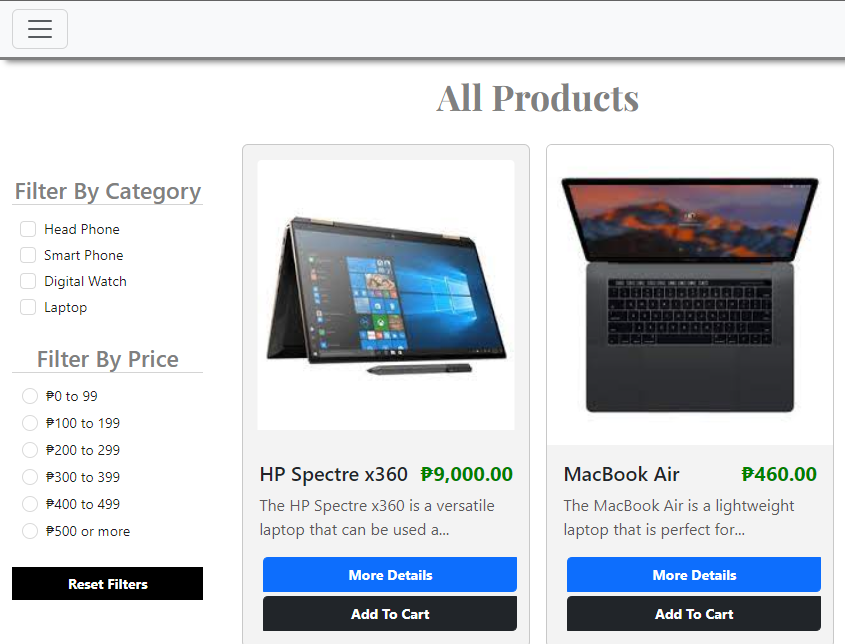 All Products
Filter By Category
Head Phone
Smart Phone
Digital Watch
Laptop
Filter By Price
₱0 to 99
₱100 to 199
₱200 to 299
₱300 to 399
₱400 to 499
₱500 or more
Reset Filters
HP Spectre x360 ₱9,000.00
The HP Spectre x360 is a versatile
laptop that can be used a...
More Details
Add To Cart
MacBook Air ₱460.00
The MacBook Air is a lightweight
laptop that is perfect for...
More Details
Add To Cart